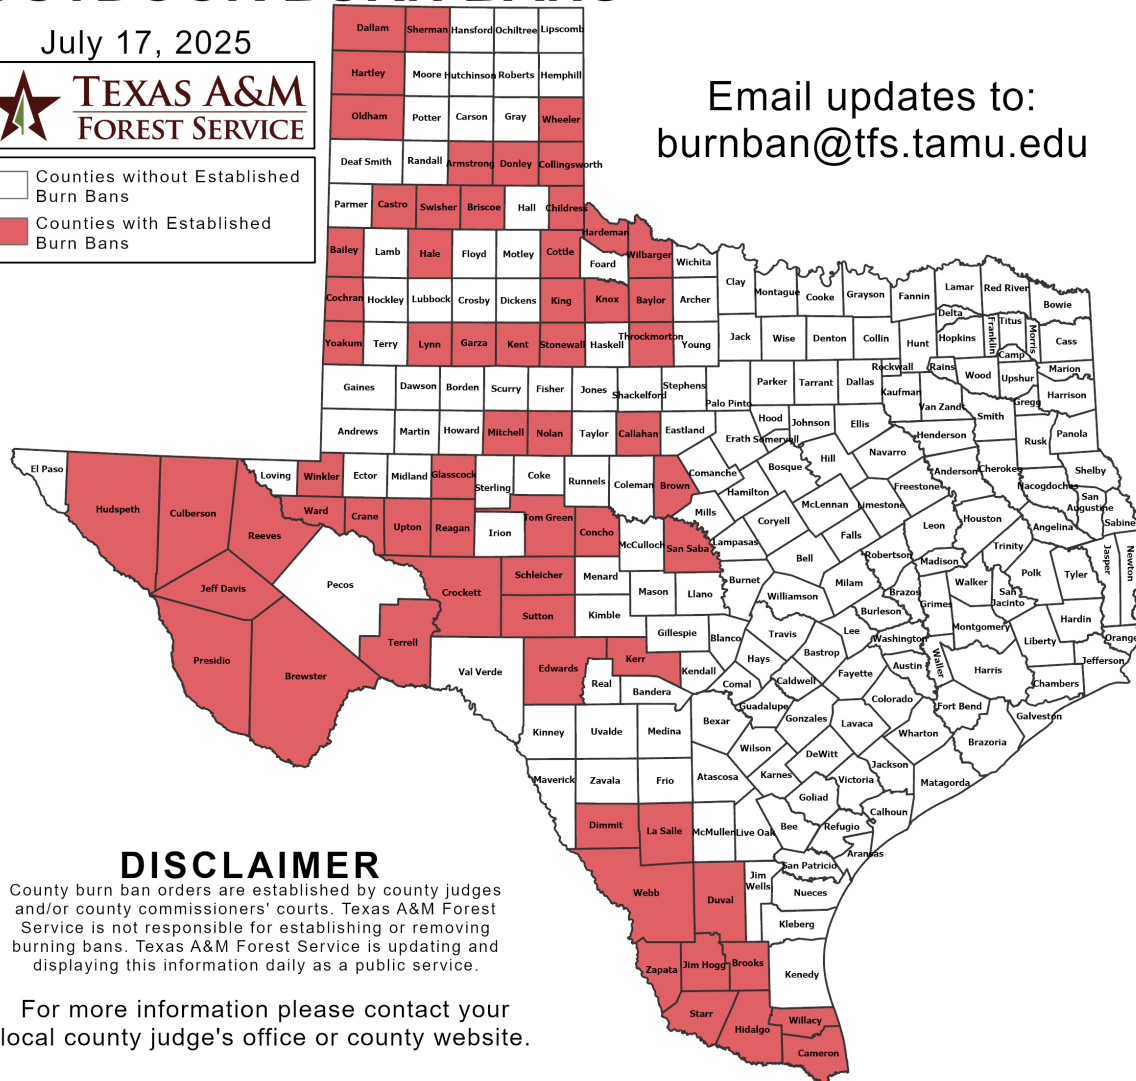 OUTDOOR BURN BANS
July 17, 2025
TEXAS A&M
FOREST SERVICE
Counties without Established
Burn Bans
Counties with Established
Burn Bans
Email updates to:
burnban@tfs.tamu.edu
Dallam Sherman Hansford Ochiltree Lipscomb
Hartley Moore Hutchinson Roberts Hemphill
Oldham Potter Carson Gray Wheeler
Deaf Smith Randall Armstrong Donley Collingsworth
Parmer Castro Swisher Briscoe Hall Childress
Hardeman
Bailey Lamb Hale Floyd Motley Cottle Foard Wilbarger Wichita
Clay Montague Cooke Grayson Fannin Lamar Red River Bowie
Cochran Hockley Lubbock Crosby Dickens King Knox Baylor Archer
Delta Franklin Titus Morris Cass
Yoakum Terry Lynn Garza Kent Stonewall Haskell Throckmorton Young Jack Wise Denton Collin Hunt Hopkins
Camp Marion
Rockwall Rains Wood Upshur
Gaines Dawson Borden Scurry Fisher Jones Shackelford Stephens Palo Pinto Parker Tarrant Dallas Kaufman Van Zandt Gregg Harrison
Smith
Andrews Martin Howard Mitchell Nolan Taylor Callahan Eastland Erath Hood Somervell Johnson Ellis Henderson Rusk Panola
El Paso Loving Winkler Ector Midland Glasscock Sterling Coke Runnels Coleman Brown Comanche Bosque Hill Navarro Anderson Cherokee Shelby
Hamilton Freestone Nacogdoches
San
Augustine
Hudspeth Culberson Reeves Ward Crane Upton Reagan Irion Tom Green Concho McCulloch San Saba Mills Lampasas Coryell McLennan Limestone Falls Leon Houston Angelina Sabine
Trinity Jasper Newton
Jeff Davis Pecos Crockett Schleicher Menard Mason Llano Burnet Bell Milam Robertson Madison Walker Polk Tyler
Williamson Brazos Grimes
San
Jacinto
Sutton Kimble Burleson Montgomery Hardin
Terrell Gillespie Blanco Travis Lee Washington Liberty Orange
Presidio Brewster Val Verde Edwards Kerr Real Bandera Kendall Hays Bastrop Fayette Austin Waller Harris Jefferson
Comal Caldwell Chambers
Kinney Uvalde Medina Bexar Guadalupe Gonzales Lavaca Colorado Fort Bend Galveston
Wharton Brazoria
Wilson DeWitt Jackson
Maverick Zavala Frio Atascosa Karnes Victoria Matagorda
Goliad Calhoun
Dimmit La Salle McMullen Live Oak Bee Refugio
Aransas
San Patricio
Webb Duval
Jim
Wells
Nueces
Kleberg
Zapata Jim Hogg Brooks Kenedy
Starr Hidalgo Willacy
Cameron
DISCLAIMER
County burn ban orders are established by county judges
and/or county commissioners' courts. Texas A&M Forest
Service is not responsible for establishing or removing
burning bans. Texas A&M Forest Service is updating and
displaying this information daily as a public service.
For more information please contact your
local county judge's office or county website.